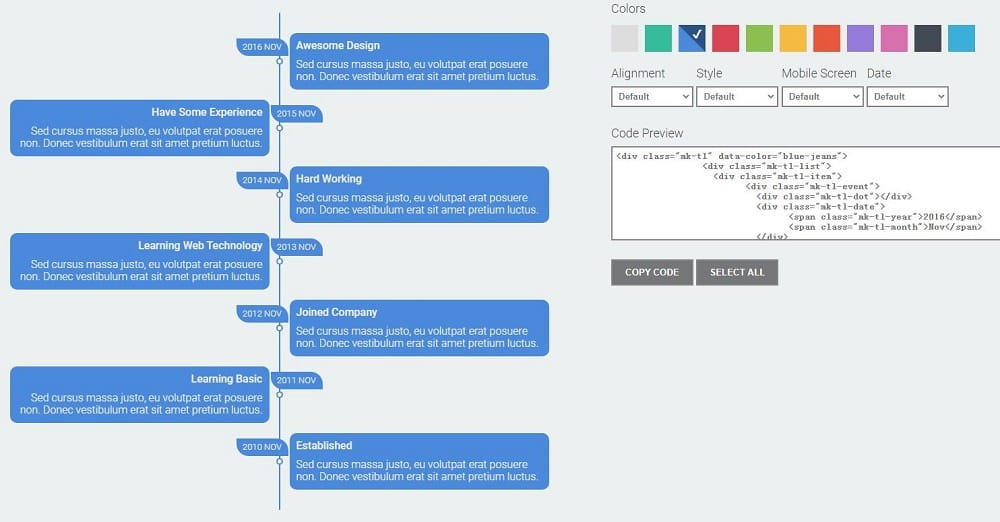 2016 NOV
Awesome Design
Sed cursus massa justo, eu volutpat erat posuere
non. Donec vestibulum erat sit amet pretium luctus.
Have Some Experience
2015 NOV
Sed cursus massa justo, eu volutpat erat posuere
non. Donec vestibulum erat sit amet pretium luctus.
2014 NOV
Hard Working
Sed cursus massa justo, eu volutpat erat posuere
non. Donec vestibulum erat sit amet pretium luctus.
Learning Web Technology
2013 NOV
Sed cursus massa justo, eu volutpat erat posuere
non. Donec vestibulum erat sit amet pretium luctus.
2012 NOV
Joined Company
Sed cursus massa justo, eu volutpat erat posuere
non. Donec vestibulum erat sit amet pretium luctus.
Learning Basic
2011 NOV
Sed cursus massa justo, eu volutpat erat posuere
non. Donec vestibulum erat sit amet pretium luctus.
2010 NOV
Established
Sed cursus massa justo, eu volutpat erat posuere
non. Donec vestibulum erat sit amet pretium luctus.
Colors
Alignment Style Mobile Screen Date
Default Default Default Default
Code Preview
<div class="mk-tl" data-color="blue-jeans">
<div class="mk-tl-list">
<div class="mk-tl-item">
<div class="mk-tl-event">
<div class="mk-tl-dot"></div>
<div class="mk-tl-date">
<span class="mk-tl-year">2016</span>
<span class="mk-tl-month">Nov</span>
</div>
COPY CODE SELECT ALL